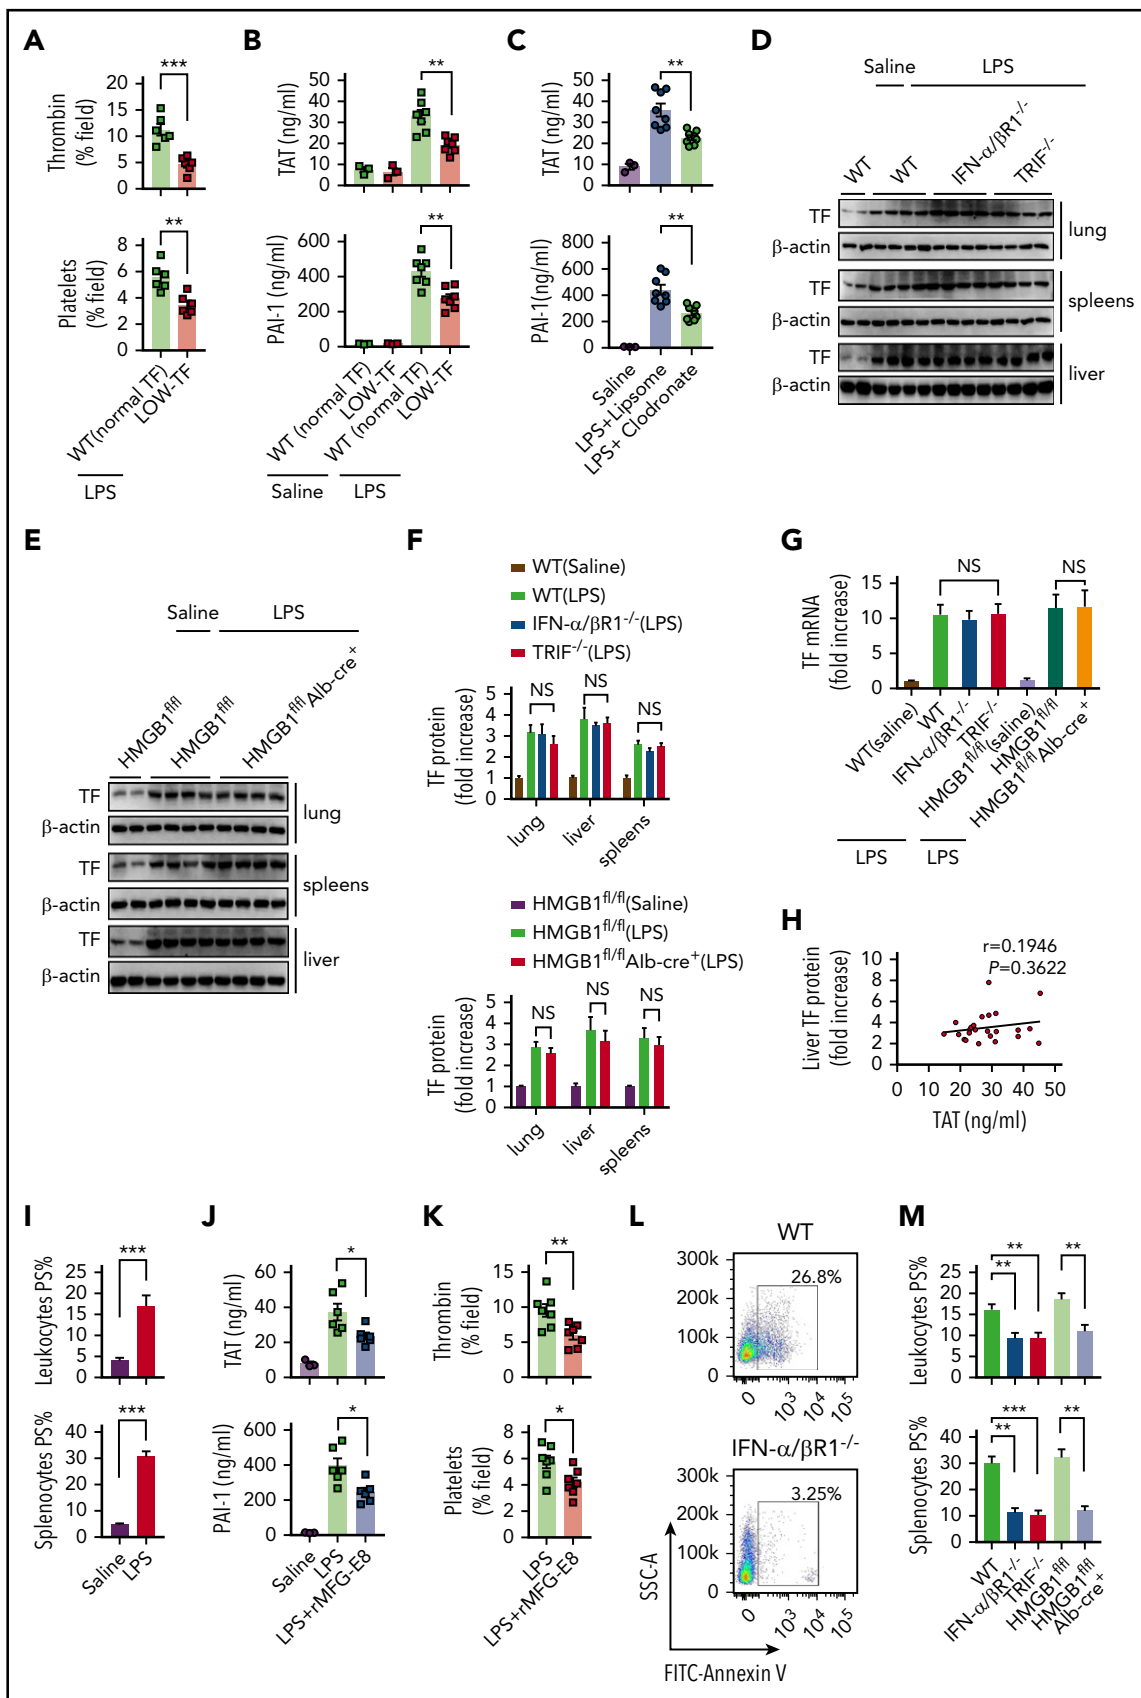 A
***
Thrombin
(% field)
20
15
10
5
0
**
Platelets
(% field)
8
6
4
2
0
WT(normal TF)
LOW-TF
LPS
B
**
TAT (ng/ml)
50
40
30
20
10
0
**
PAI-1 (ng/ml)
600
400
200
0
WT (normal TF)
LOW-TF
WT (normal TF)
LOW-TF
Saline
LPS
C
**
TAT (ng/ml)
50
40
30
20
10
0
**
PAI-1(ng/ml)
800
600
400
200
0
Saline
LPS+Lipsome
LPS+ Clodronate
D
Saline
LPS
WT
WT
IFN-α/βR1-/-
TRIF-/-
TF
β-actin
lung
TF
β-actin
spleens
TF
β-actin
liver
E
Saline
LPS
HMGB1fl/fl
HMGB1fl/fl
HMGB1fl/flAlb-cre+
TF
β-actin
lung
TF
β-actin
spleens
TF
β-actin
liver
F
WT(Saline)
WT(LPS)
IFN-α/βR1-/-(LPS)
TRIF-/-(LPS)
TF protein
(fold increase)
5
4
3
2
1
0
NS
NS
NS
lung
liver
spleens
HMGB1fl/fl(Saline)
HMGB1fl/fl(LPS)
HMGB1fl/flAlb-cre+(LPS)
TF protein
(fold increase)
5
4
3
2
1
0
NS
NS
NS
lung
liver
spleens
G
NS
NS
TF mRNA
(fold increase)
15
10
5
0
WT(saline)
WT
IFN-α/βR1-/-
TRIF-/-
HMGB1fl/fl(saline)
HMGB1fl/fl
HMGB1fl/flAlb-cre+
LPS
LPS
H
r=0.1946
P=0.3622
Liver TF protein
(fold increase)
10
8
6
4
2
0
0
10
20
30
40
50
TAT (ng/ml)
I
***
Leukocytes PS%
25
20
15
10
5
0
***
Splenocytes PS%
40
30
20
10
0
Saline
LPS
J
*
TAT (ng/ml)
60
40
20
0
*
PAI-1 (ng/ml)
600
400
200
0
Saline
LPS
LPS+rMFG-E8
K
**
Thrombin
(% field)
15
10
5
0
*
Platelets
(% field)
8
6
4
2
0
LPS
LPS+rMFG-E8
L
WT
300k
200k
100k
0
26.8%
0
10³
10⁴
10⁵
IFN-α/βR1-/-
300k
200k
100k
0
3.25%
0
10³
10⁴
10⁵
SSC-A
FITC-Annexin V
M
**
**
**
Leukocytes PS%
25
20
15
10
5
0
***
**
**
Splenocytes PS%
40
30
20
10
0
WT
IFN-α/βR1-/-
TRIF-/-
HMGB1fl/fl
HMGB1fl/fl
Alb-cre+